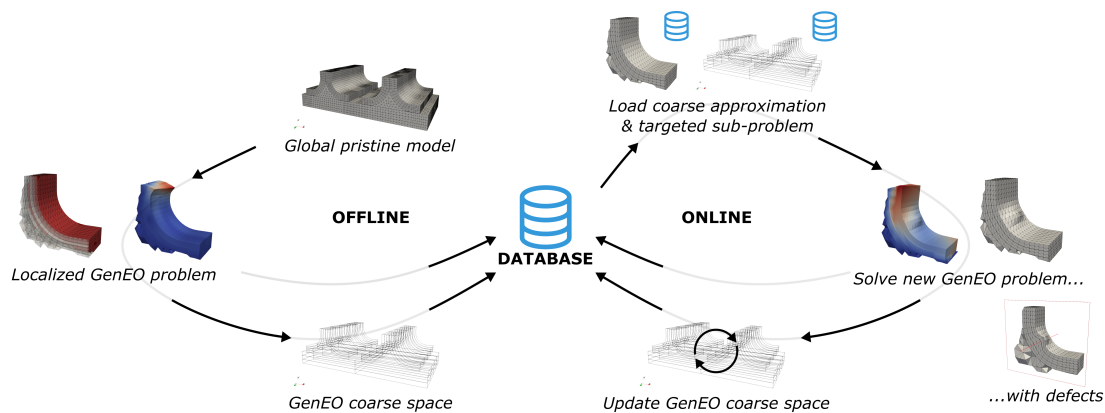 Load coarse approximation
& targeted sub-problem
Global pristine model
OFFLINE
ONLINE
DATABASE
Localized GenEO problem
Solve new GenEO problem...
GenEO coarse space
Update GenEO coarse space
...with defects